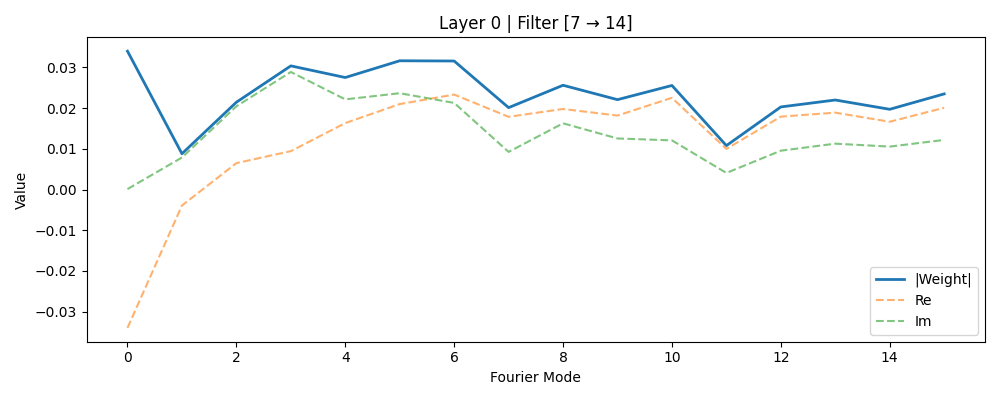 Layer 0 | Filter [7 → 14]
Value
0.03
0.02
0.01
0.00
−0.01
−0.02
−0.03
|Weight|
Re
Im
0 2 4 6 8 10 12 14
Fourier Mode